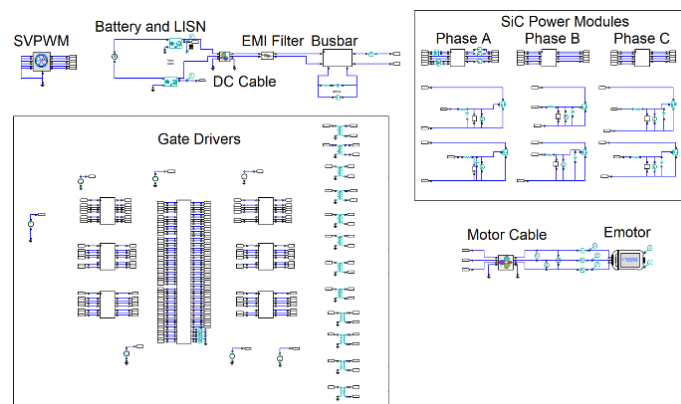 SiC Power Modules
Battery and LISN
SVPWM
EMI Filter Busbar
Phase A Phase B Phase C
DC Cable
Gate Drivers
Motor Cable
Emotor